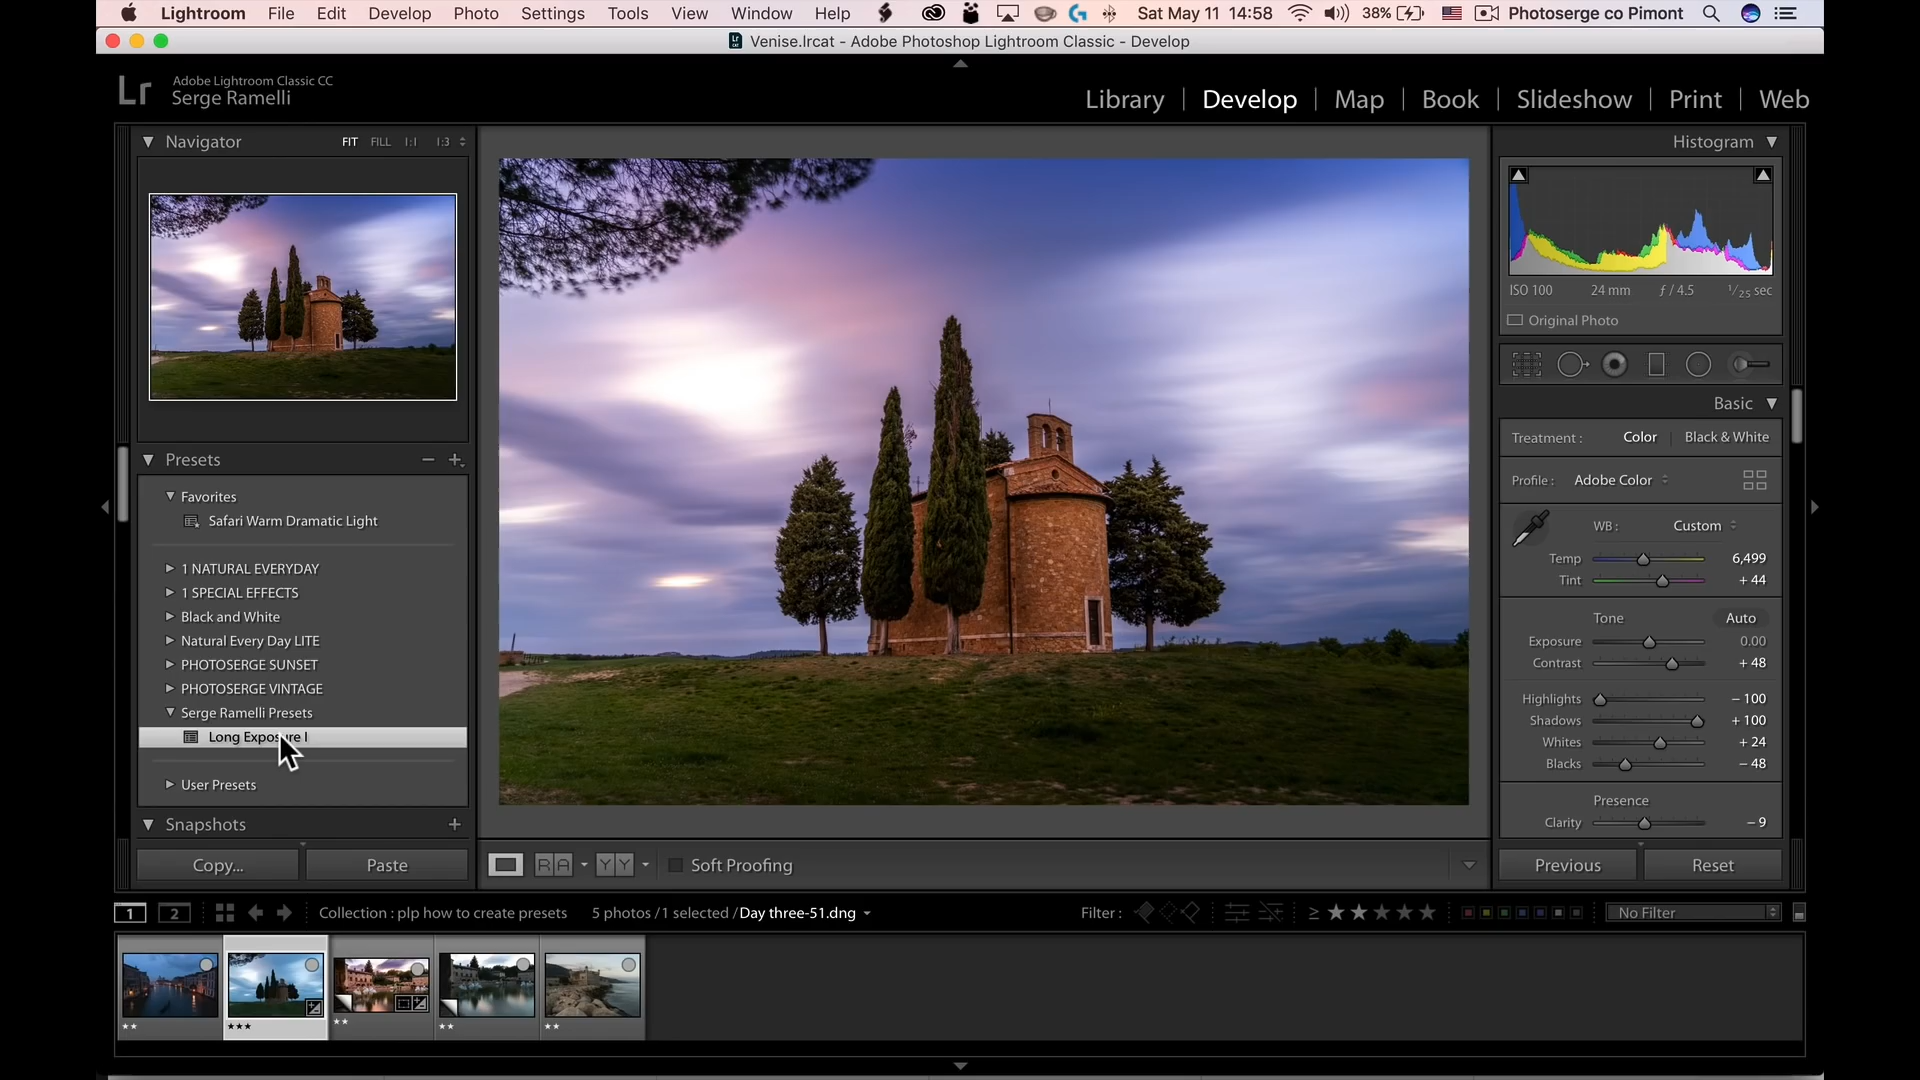 Lightroom File Edit Develop Photo Settings Tools View Window Help Sat May 11 14:58 38% Photoserge co Pimont
Venise.lrcat - Adobe Photoshop Lightroom Classic - Develop
Lr Adobe Lightroom Classic CC
Serge Ramelli
Library | Develop | Map | Book | Slideshow | Print | Web
Navigator FIT FILL 1:1 1:3
Presets
Favorites
Safari Warm Dramatic Light
1 NATURAL EVERYDAY
1 SPECIAL EFFECTS
Black and White
Natural Every Day LITE
PHOTOSERGE SUNSET
PHOTOSERGE VINTAGE
Serge Ramelli Presets
Long Exposure I
User Presets
Snapshots
Copy... Paste
R A Y Y Soft Proofing
Histogram
ISO 100 24 mm ƒ / 4.5 1/25 sec
Original Photo
Basic
Treatment : Color Black & White
Profile : Adobe Color
WB : Custom
Temp 6,499
Tint + 44
Tone Auto
Exposure 0.00
Contrast + 48
Highlights − 100
Shadows + 100
Whites + 24
Blacks − 48
Presence
Clarity − 9
Previous Reset
1 2 Collection : plp how to create presets 5 photos / 1 selected / Day three-51.dng Filter : ≥ ★★★★★ No Filter
★★ ★★★ ★★ ★★ ★★